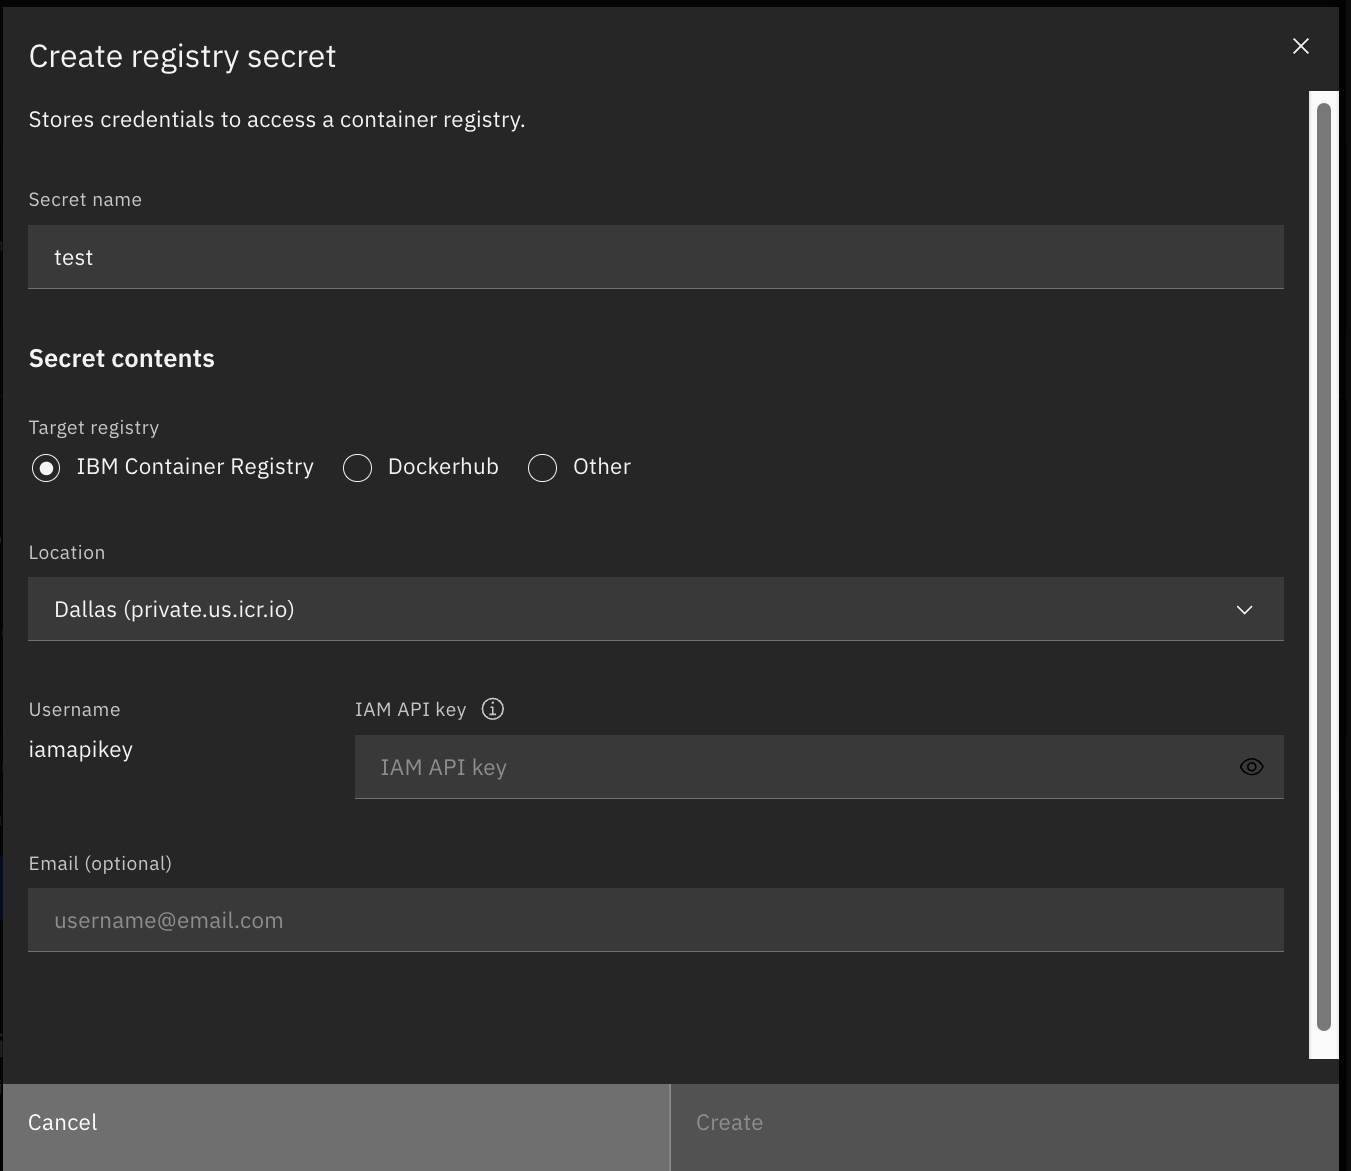 Create registry secret
Stores credentials to access a container registry.
Secret name
test
Secret contents
Target registry
IBM Container Registry Dockerhub Other
Location
Dallas (private.us.icr.io)
Username IAM API key
iamapikey
IAM API key
Email (optional)
username@email.com
Cancel Create